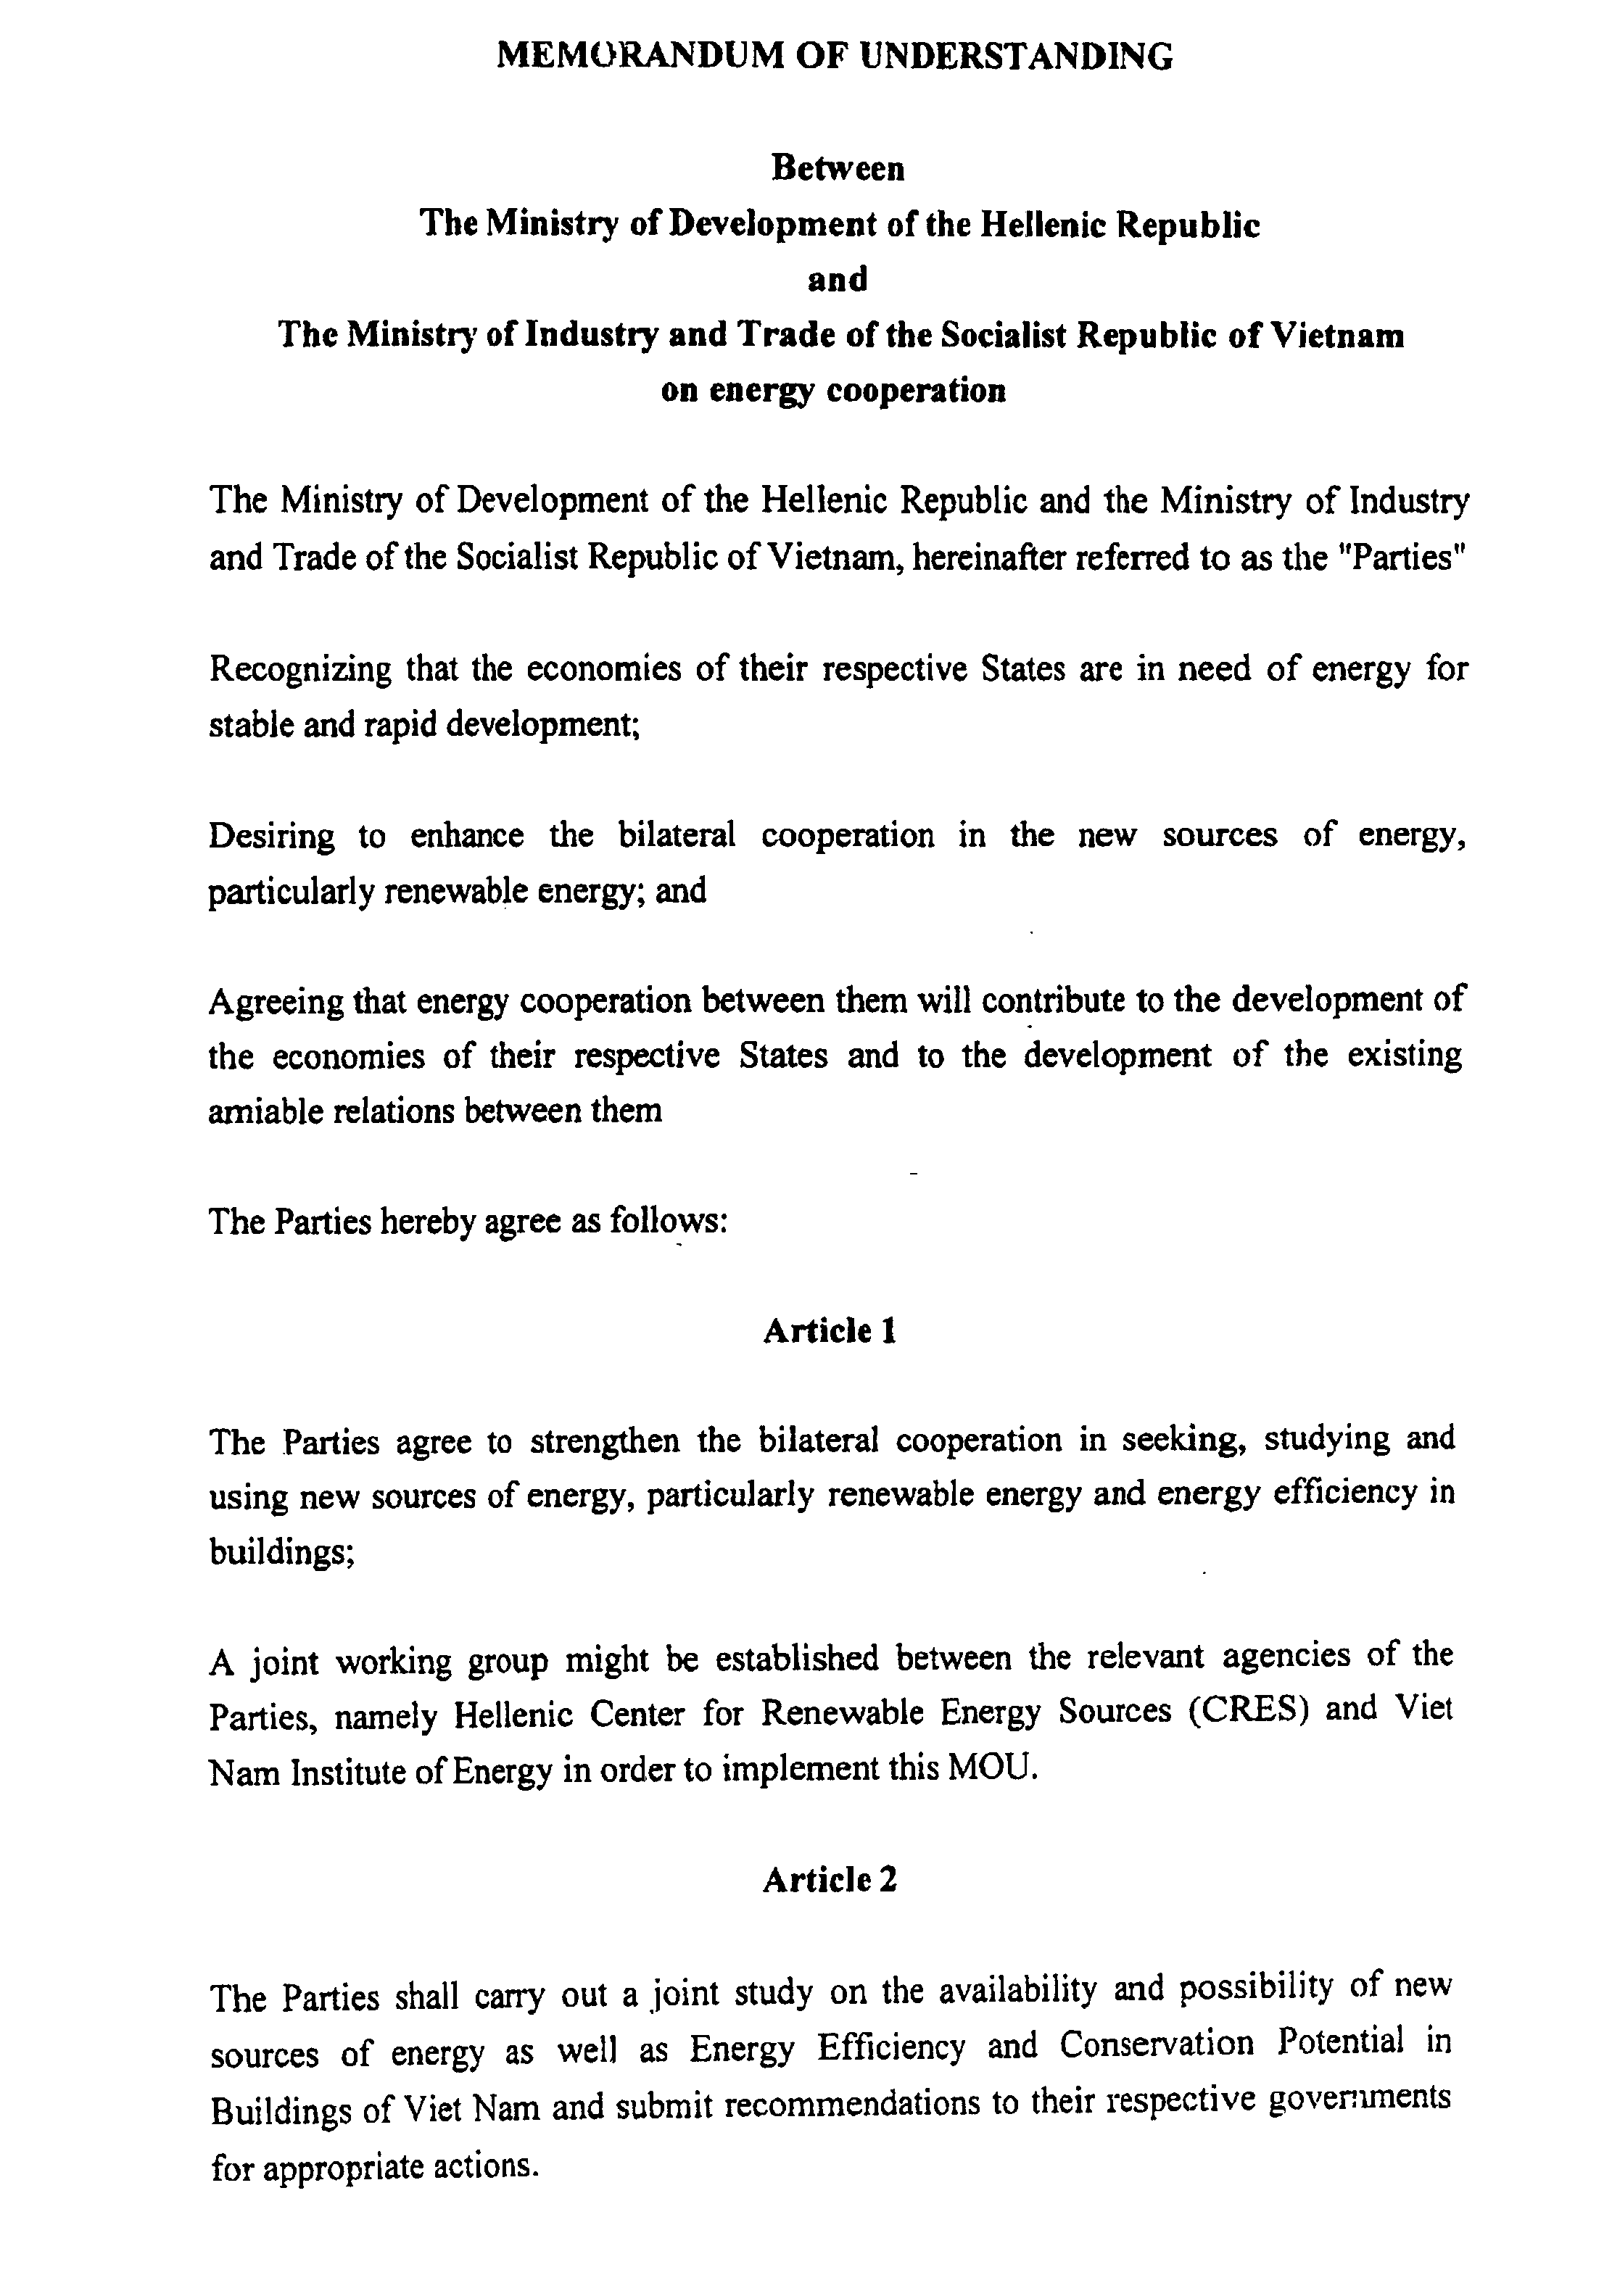 MEMORANDUM OF UNDERSTANDING
Between
The Ministry of Development of the Hellenic Republic
and
The Ministry of Industry and Trade of the Socialist Republic of Vietnam
on energy cooperation
The Ministry of Development of the Hellenic Republic and the Ministry of Industry
and Trade of the Socialist Republic of Vietnam, hereinafter referred to as the "Parties"
Recognizing that the economies of their respective States are in need of energy for
stable and rapid development;
Desiring to enhance the bilateral cooperation in the new sources of energy,
particularly renewable energy; and
Agreeing that energy cooperation between them will contribute to the development of
the economies of their respective States and to the development of the existing
amiable relations between them
The Parties hereby agree as follows:
Article 1
The Parties agree to strengthen the bilateral cooperation in seeking, studying and
using new sources of energy, particularly renewable energy and energy efficiency in
buildings;
A joint working group might be established between the relevant agencies of the
Parties, namely Hellenic Center for Renewable Energy Sources (CRES) and Viet
Nam Institute of Energy in order to implement this MOU.
Article 2
The Parties shall carry out a joint study on the availability and possibility of new
sources of energy as well as Energy Efficiency and Conservation Potential in
Buildings of Viet Nam and submit recommendations to their respective governments
for appropriate actions.